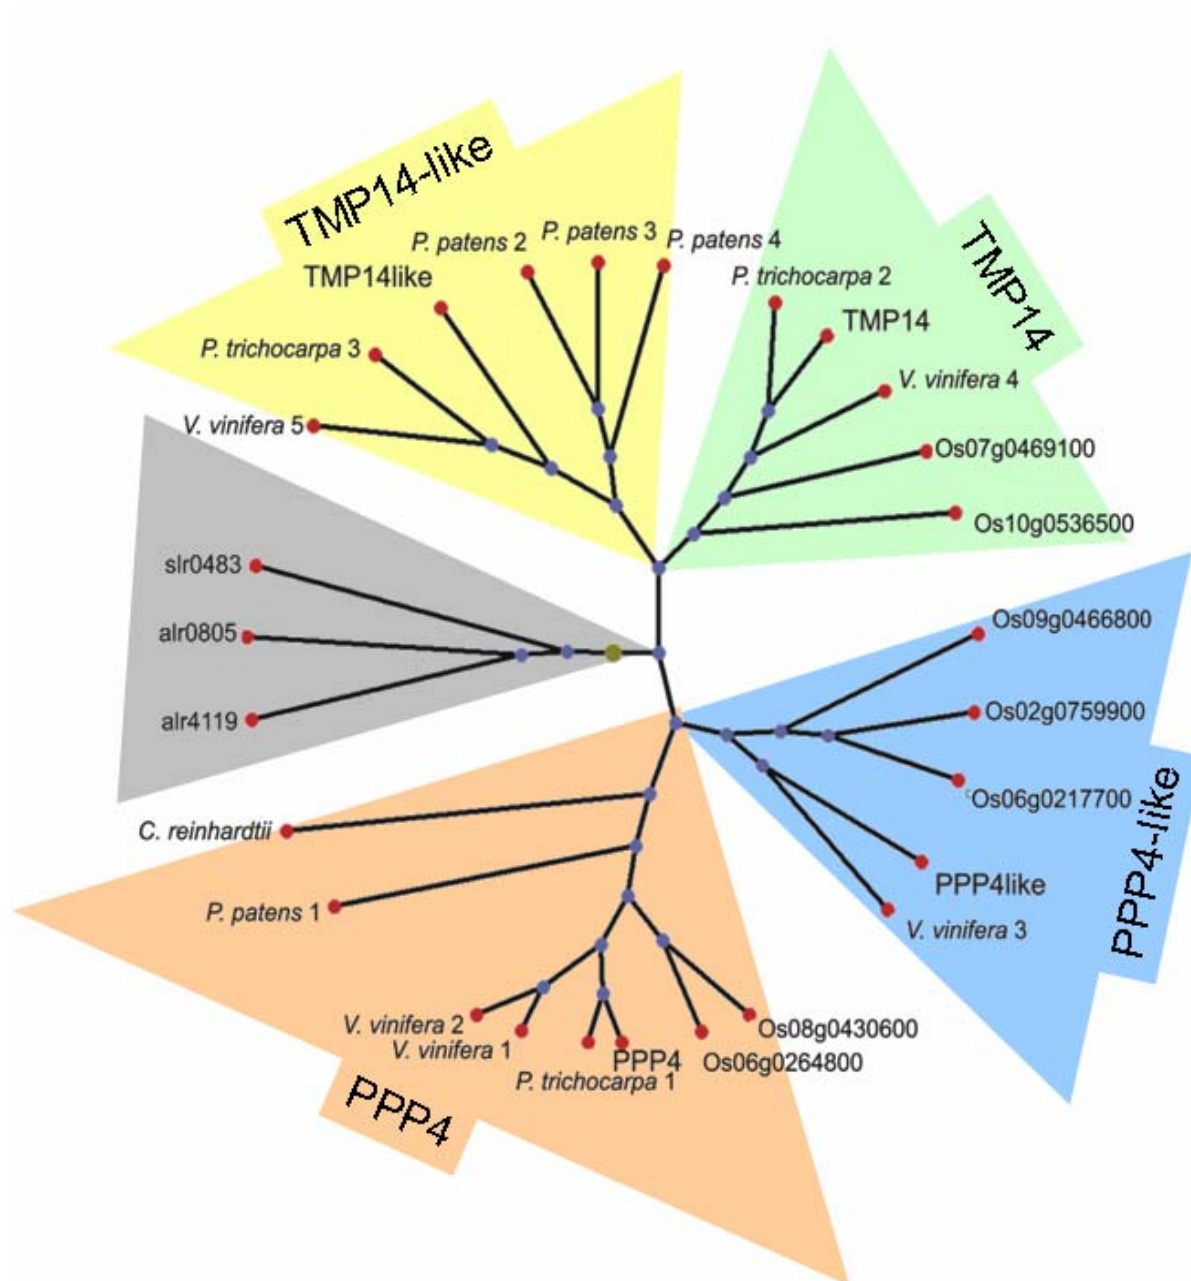 TMP14-like
P. patens 2
P. patens 3
P. patens 4
TMP14like
P. trichocarpa 3
V. vinifera 5
TMP14
P. trichocarpa 2
TMP14
V. vinifera 4
Os07g0469100
Os10g0536500
slr0483
alr0805
alr4119
Os09g0466800
Os02g0759900
Os06g0217700
PPP4like
V. vinifera 3
PPP4-like
C. reinhardtii
P. patens 1
V. vinifera 2
V. vinifera 1
P. trichocarpa 1
PPP4
Os06g0264800
Os08g0430600
PPP4